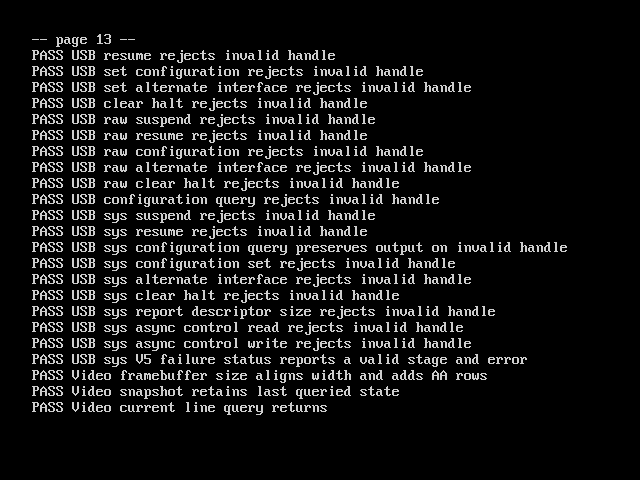 -- page 13 --
PASS USB resume rejects invalid handle
PASS USB set configuration rejects invalid handle
PASS USB set alternate interface rejects invalid handle
PASS USB clear halt rejects invalid handle
PASS USB raw suspend rejects invalid handle
PASS USB raw resume rejects invalid handle
PASS USB raw configuration rejects invalid handle
PASS USB raw alternate interface rejects invalid handle
PASS USB raw clear halt rejects invalid handle
PASS USB configuration query rejects invalid handle
PASS USB sys suspend rejects invalid handle
PASS USB sys resume rejects invalid handle
PASS USB sys configuration query preserves output on invalid handle
PASS USB sys configuration set rejects invalid handle
PASS USB sys alternate interface rejects invalid handle
PASS USB sys clear halt rejects invalid handle
PASS USB sys report descriptor size rejects invalid handle
PASS USB sys async control read rejects invalid handle
PASS USB sys async control write rejects invalid handle
PASS USB sys V5 failure status reports a valid stage and error
PASS Video framebuffer size aligns width and adds AA rows
PASS Video snapshot retains last queried state
PASS Video current line query returns